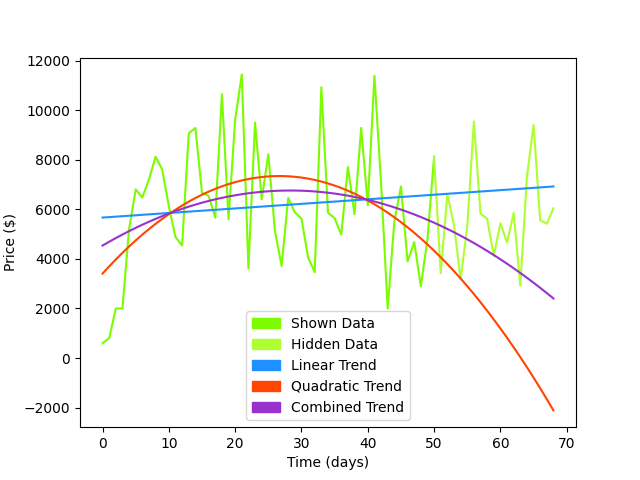 12000
10000
8000
6000
4000
2000
0
−2000
Price ($)
Shown Data
Hidden Data
Linear Trend
Quadratic Trend
Combined Trend
0 10 20 30 40 50 60 70
Time (days)